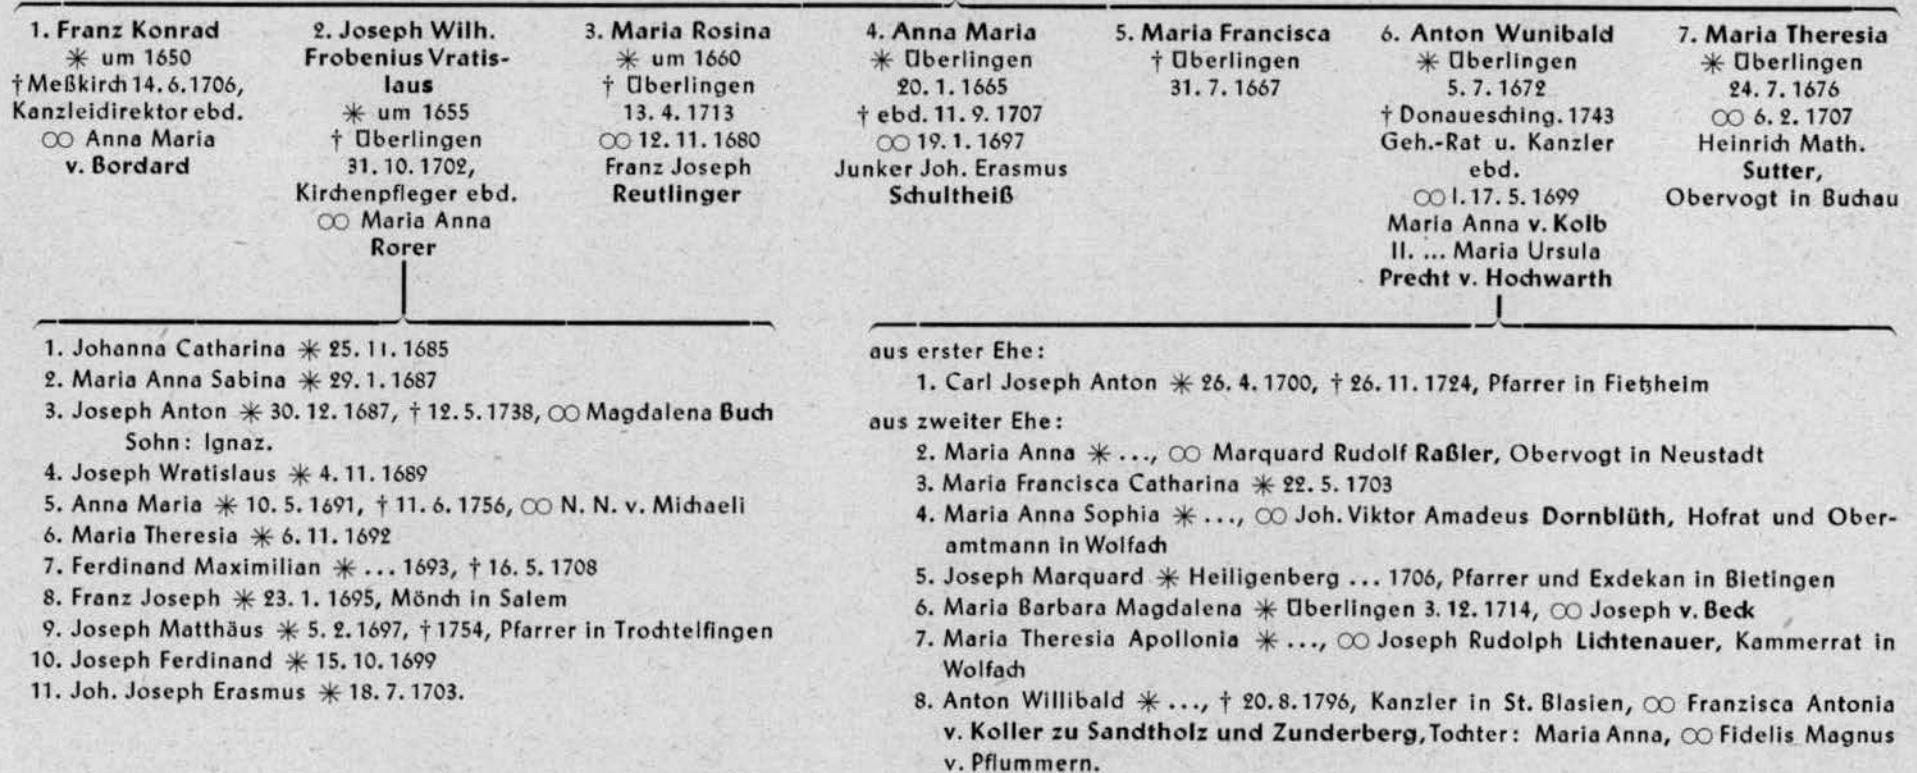 1. Franz Konrad
✳ um 1650
† Meßkirch 14. 6. 1706,
Kanzleidirektor ebd.
∞ Anna Maria
v. Bordard
2. Joseph Wilh.
Frobenius Vratis-
laus
✳ um 1655
† Überlingen
31. 10. 1702,
Kirchenpfleger ebd.
∞ Maria Anna
Rorer
3. Maria Rosina
✳ um 1660
† Überlingen
13. 4. 1713
∞ 12. 11. 1680
Franz Joseph
Reutlinger
4. Anna Maria
✳ Überlingen
20. 1. 1665
† ebd. 11. 9. 1707
∞ 19. 1. 1697
Junker Joh. Erasmus
Schultheiß
5. Maria Francisca
† Überlingen
31. 7. 1667
6. Anton Wunibald
✳ Überlingen
5. 7. 1672
† Donauesching. 1743
Geh.-Rat u. Kanzler
ebd.
∞ I. 17. 5. 1699
Maria Anna v. Kolb
II. ... Maria Ursula
Precht v. Hochwarth
7. Maria Theresia
✳ Überlingen
24. 7. 1676
∞ 6. 2. 1707
Heinrich Math.
Sutter,
Obervogt in Buchau
1. Johanna Catharina ✳ 25. 11. 1685
2. Maria Anna Sabina ✳ 29. 1. 1687
3. Joseph Anton ✳ 30. 12. 1687, † 12. 5. 1738, ∞ Magdalena Buch
Sohn: Ignaz.
4. Joseph Wratislaus ✳ 4. 11. 1689
5. Anna Maria ✳ 10. 5. 1691, † 11. 6. 1756, ∞ N. N. v. Michaeli
6. Maria Theresia ✳ 6. 11. 1692
7. Ferdinand Maximilian ✳ ... 1693, † 16. 5. 1708
8. Franz Joseph ✳ 23. 1. 1695, Mönch in Salem
9. Joseph Matthäus ✳ 5. 2. 1697, † 1754, Pfarrer in Trochtelfingen
10. Joseph Ferdinand ✳ 15. 10. 1699
11. Joh. Joseph Erasmus ✳ 18. 7. 1703.
aus erster Ehe:
1. Carl Joseph Anton ✳ 26. 4. 1700, † 26. 11. 1724, Pfarrer in Fietzheim
aus zweiter Ehe:
2. Maria Anna ✳ ..., ∞ Marquard Rudolf Raßler, Obervogt in Neustadt
3. Maria Francisca Catharina ✳ 22. 5. 1703
4. Maria Anna Sophia ✳ ..., ∞ Joh. Viktor Amadeus Dornblüth, Hofrat und Ober-
amtmann in Wolfach
5. Joseph Marquard ✳ Heiligenberg ... 1706, Pfarrer und Exdekan in Bietingen
6. Maria Barbara Magdalena ✳ Überlingen 3. 12. 1714, ∞ Joseph v. Beck
7. Maria Theresia Apollonia ✳ ..., ∞ Joseph Rudolph Lichtenauer, Kammerrat in
Wolfach
8. Anton Willibald ✳ ..., † 20. 8. 1796, Kanzler in St. Blasien, ∞ Franzisca Antonia
v. Koller zu Sandtholz und Zunderberg, Tochter: Maria Anna, ∞ Fidelis Magnus
v. Pflummern.